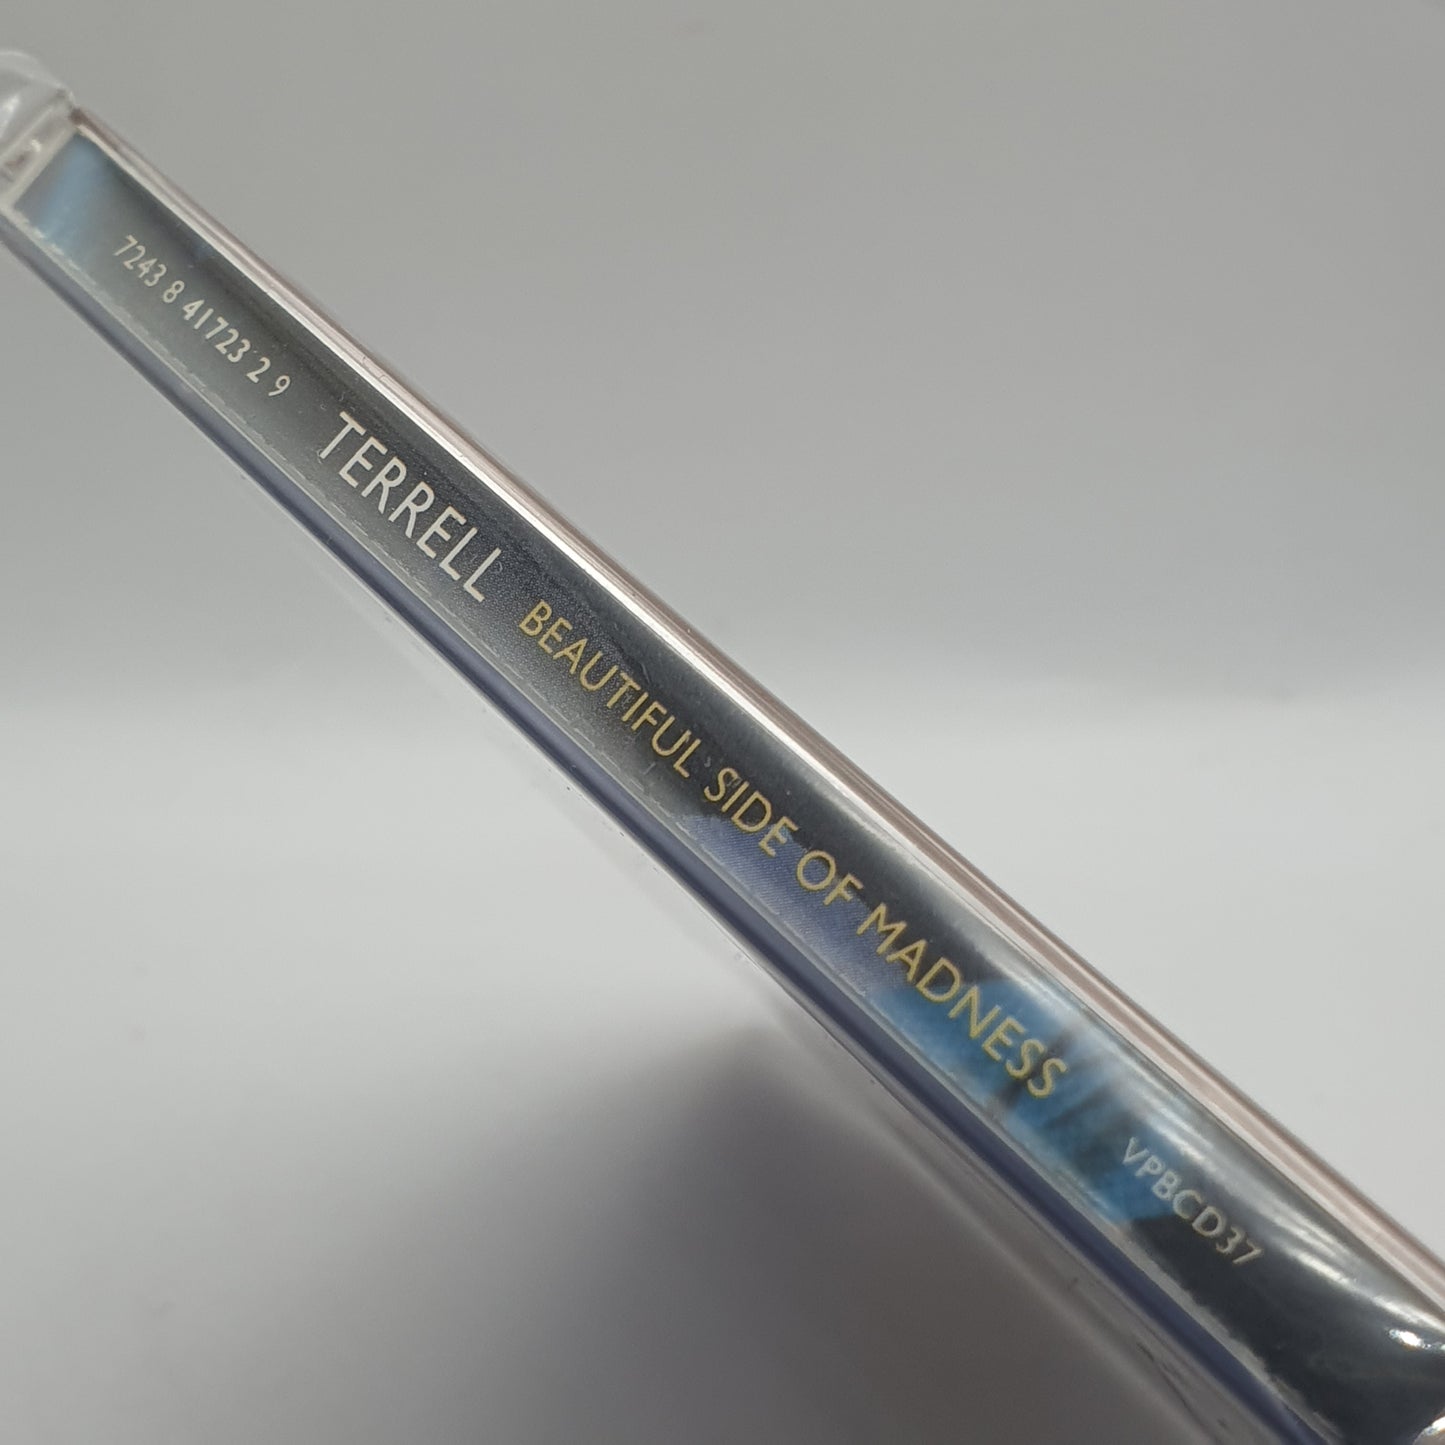 7243 8 41723 2 9 TERRELL BEAUTIFUL SIDE OF MADNESS VPBCD37